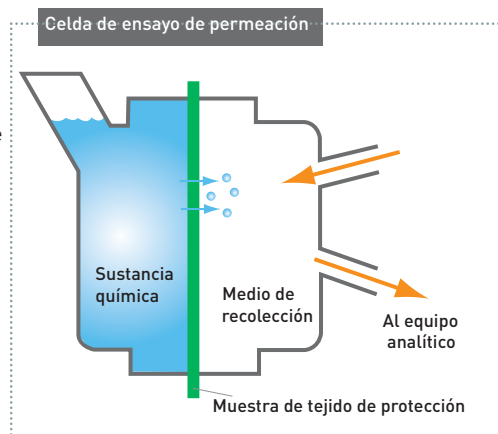 Celda de ensayo de permeación
e
Sustancia
química
Medio de
recolección
Al equipo
analítico
Muestra de tejido de protección